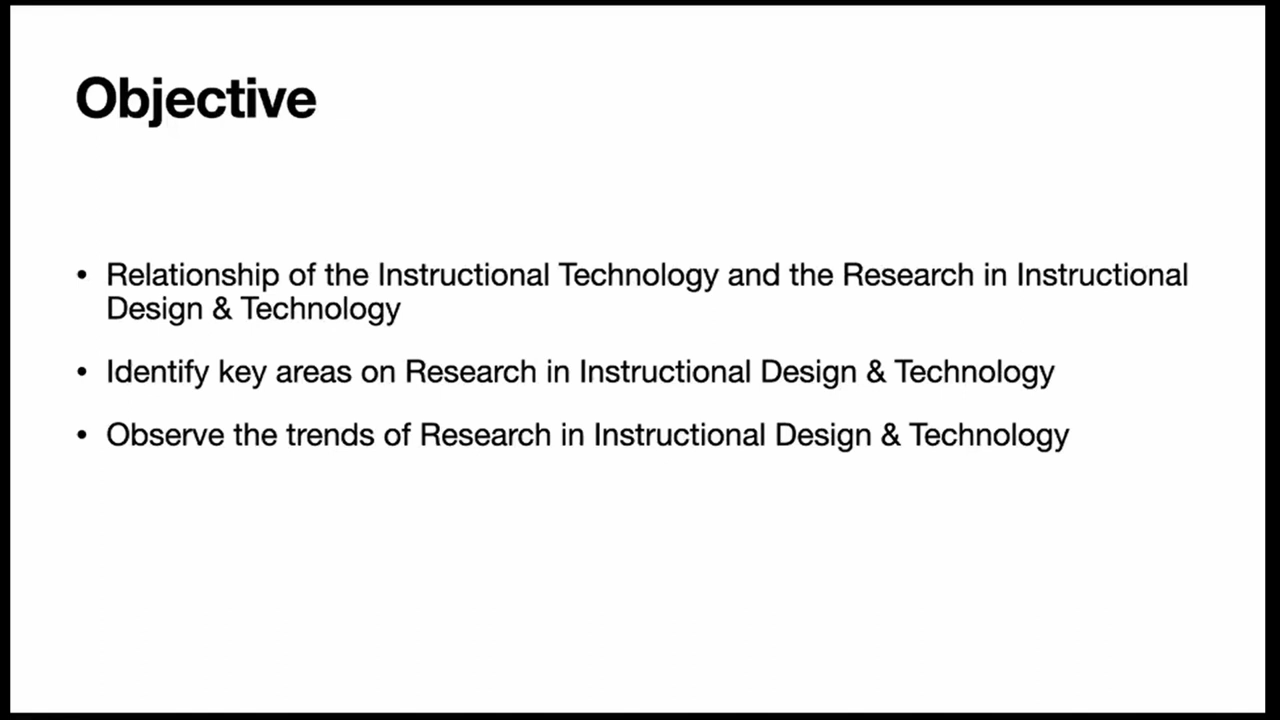 Objective
• Relationship of the Instructional Technology and the Research in Instructional
Design & Technology
• Identify key areas on Research in Instructional Design & Technology
• Observe the trends of Research in Instructional Design & Technology